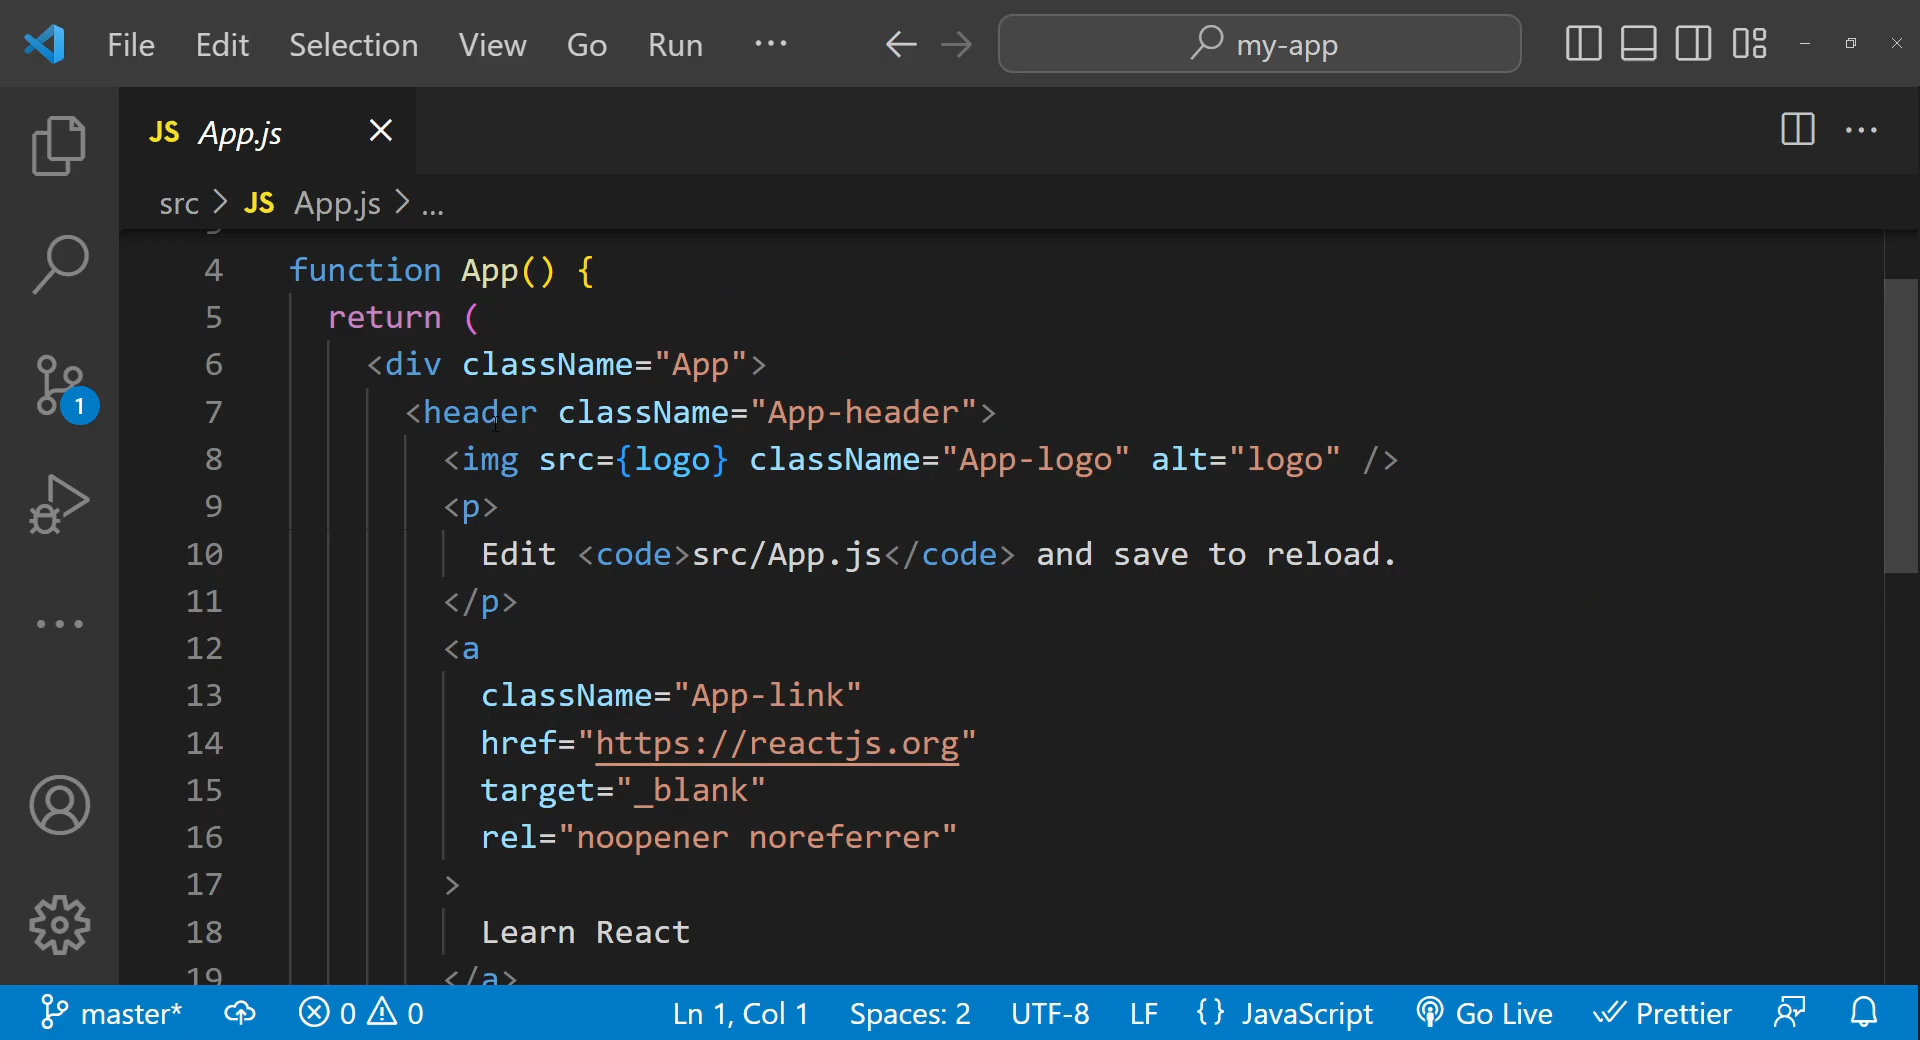 File Edit Selection View Go Run ··· my-app
JS App.js
src > JS App.js > ...
4 function App() {
5 return (
6 <div className="App">
7 <header className="App-header">
8 <img src={logo} className="App-logo" alt="logo" />
9 <p>
10 Edit <code>src/App.js</code> and save to reload.
11 </p>
12 <a
13 className="App-link"
14 href="https://reactjs.org"
15 target="_blank"
16 rel="noopener noreferrer"
17 >
18 Learn React
19 </a>
1
master* 0 0 Ln 1, Col 1 Spaces: 2 UTF-8 LF {} JavaScript Go Live Prettier